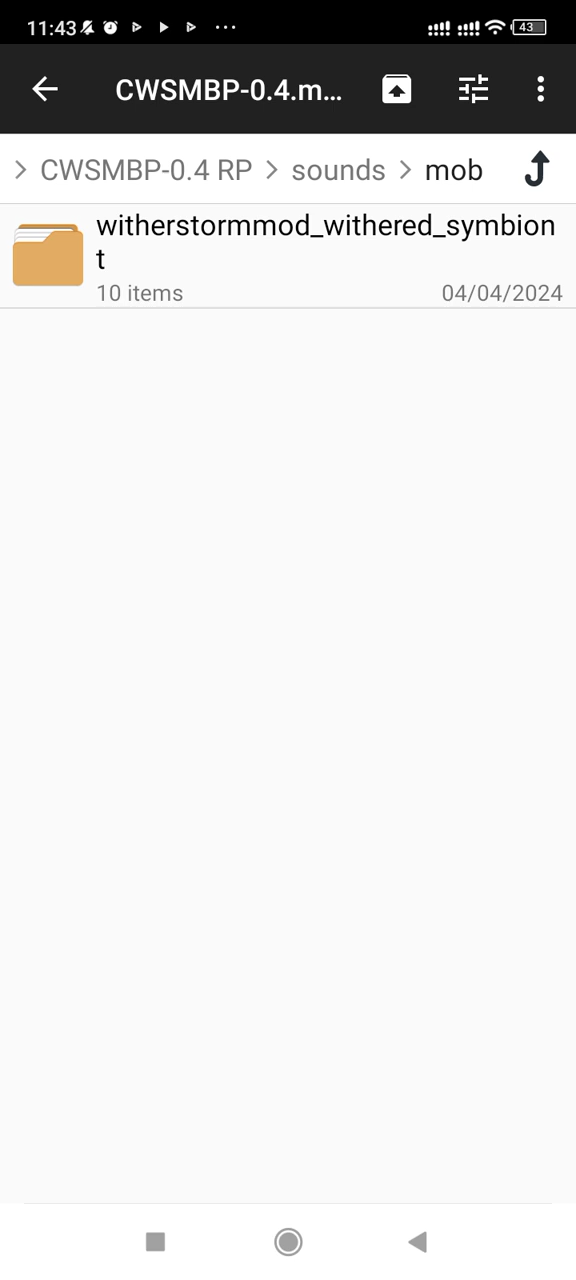 11:43
43
CWSMBP-0.4.m...
CWSMBP-0.4 RP > sounds > mob
witherstormmod_withered_symbion
t
10 items 04/04/2024